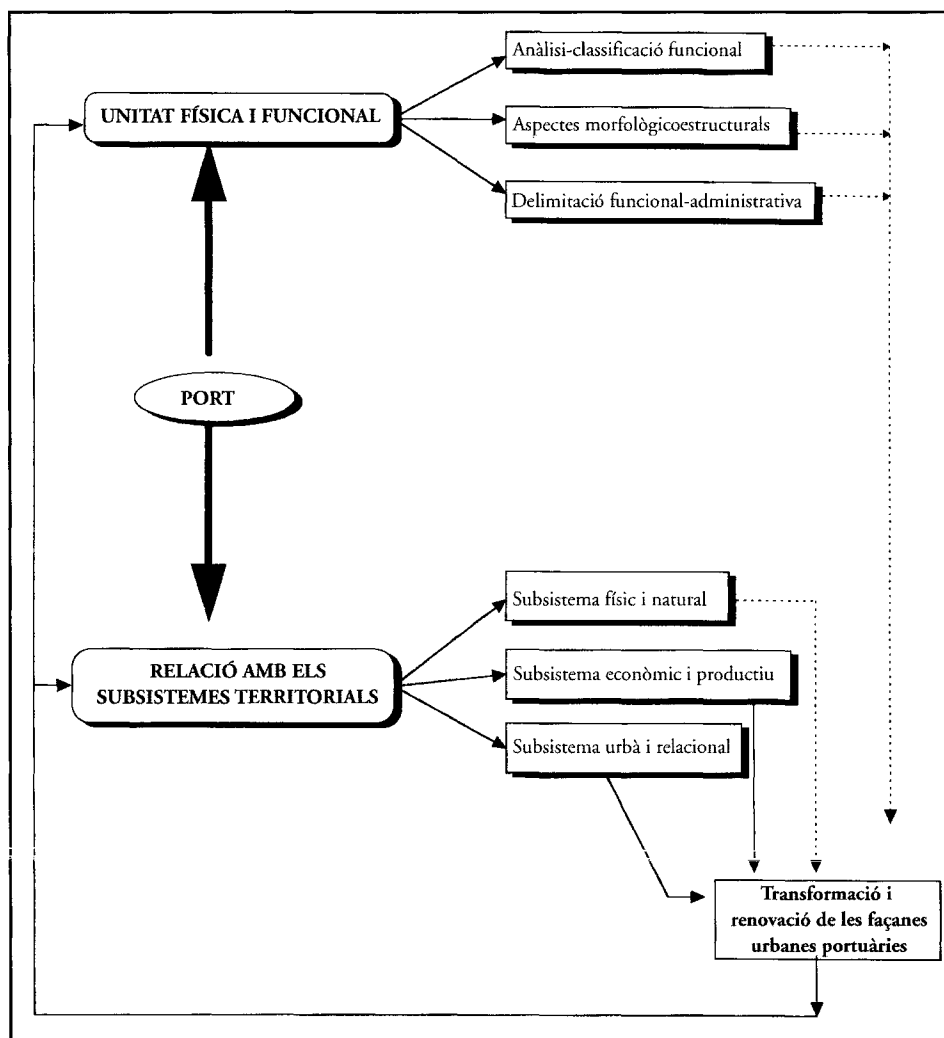 Anàlisi-classificació funcional
UNITAT FÍSICA I FUNCIONAL
Aspectes morfològicoestructurals
Delimitació funcional-administrativa
PORT
Subsistema físic i natural
RELACIÓ AMB ELS
SUBSISTEMES TERRITORIALS
Subsistema econòmic i productiu
Subsistema urbà i relacional
Transformació i
renovació de les façanes
urbanes portuàries